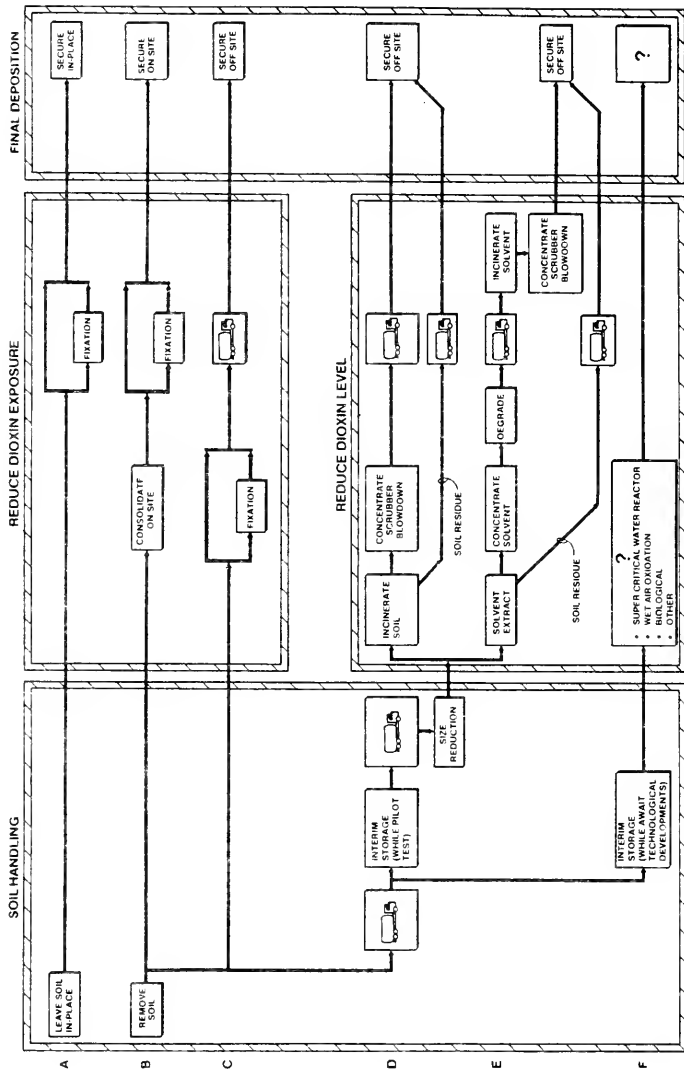 SOIL HANDLING
REDUCE DIOXIN EXPOSURE
FINAL DEPOSITION
A
LEAVE SOIL
IN-PLACE
FIXATION
SECURE
IN-PLACE
B
REMOVE
SOIL
CONSOLIDATE
ON SITE
FIXATION
SECURE
ON SITE
C
FIXATION
SECURE
OFF SITE
REDUCE DIOXIN LEVEL
D
INTERIM
STORAGE
(WHILE PILOT
TEST)
SIZE
REDUCTION
INCINERATE
SOIL
CONCENTRATE
SCRUBBER
BLOWDOWN
SOIL RESIDUE
SECURE
OFF SITE
E
SOLVENT
EXTRACT
CONCENTRATE
SOLVENT
OEGRADE
INCINERATE
SOLVENT
CONCENTRATE
SCRUBBER
BLOWDOWN
SOIL RESIDUE
SECURE
OFF SITE
F
INTERIM
STORAGE
(WHILE AWAIT
TECHNOLOGICAL
DEVELOPMENTS)
?
• SUPER CRITICAL WATER REACTOR
• WET AIR OXIOATION
• BIOLOGICAL
• OTHER
?